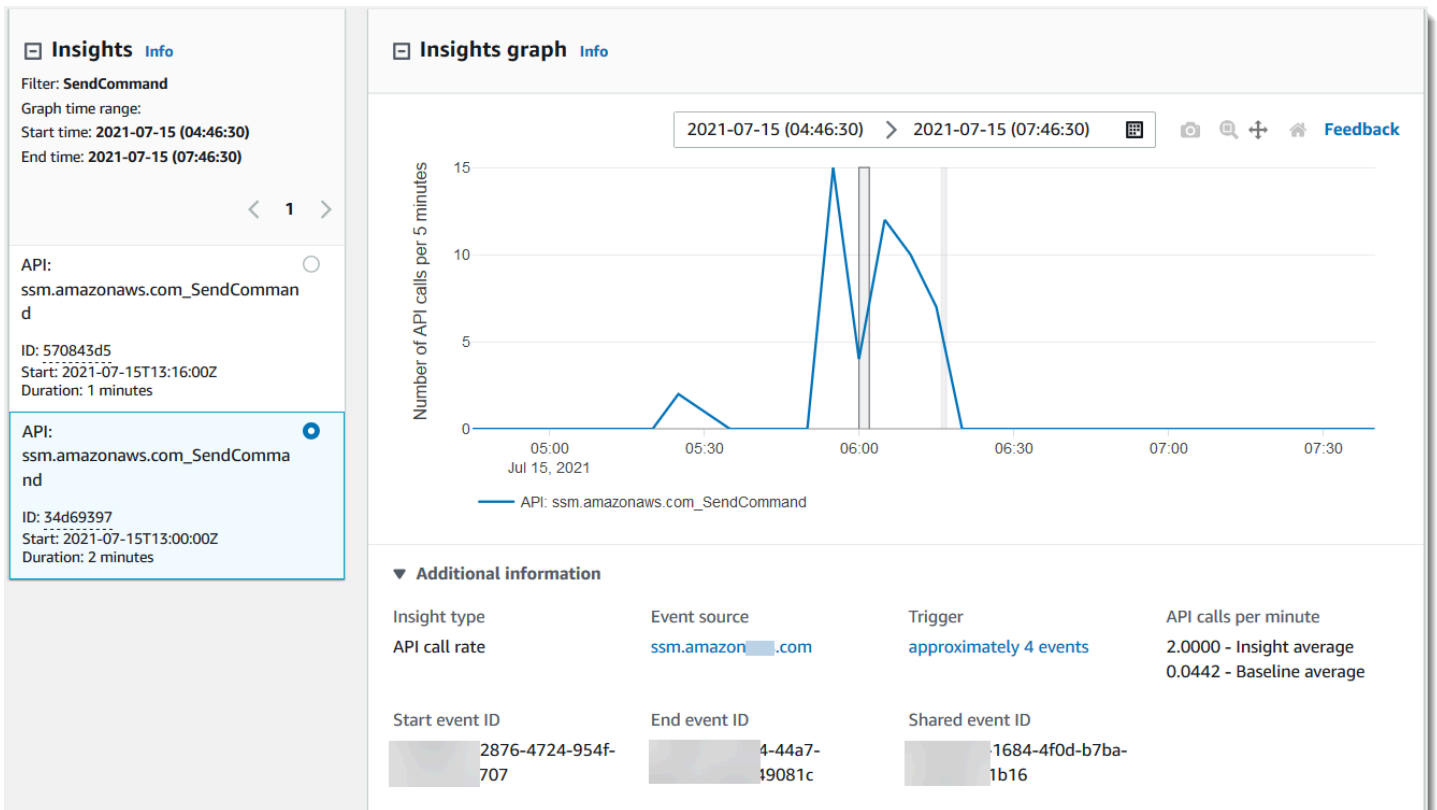 Insights Info
Filter: SendCommand
Graph time range:
Start time: 2021-07-15 (04:46:30)
End time: 2021-07-15 (07:46:30)
1
API:
ssm.amazonaws.com_SendComman
d
ID: 570843d5
Start: 2021-07-15T13:16:00Z
Duration: 1 minutes
API:
ssm.amazonaws.com_SendComma
nd
ID: 34d69397
Start: 2021-07-15T13:00:00Z
Duration: 2 minutes
Insights graph Info
2021-07-15 (04:46:30) 2021-07-15 (07:46:30) Feedback
Number of API calls per 5 minutes
15
10
5
0
05:00 05:30 06:00 06:30 07:00 07:30
Jul 15, 2021
API: ssm.amazonaws.com_SendCommand
Additional information
Insight type Event source Trigger API calls per minute
API call rate ssm.amazon .com approximately 4 events 2.0000 - Insight average
0.0442 - Baseline average
Start event ID End event ID Shared event ID
2876-4724-954f- 4-44a7- -1684-4f0d-b7ba-
707 49081c 1b16